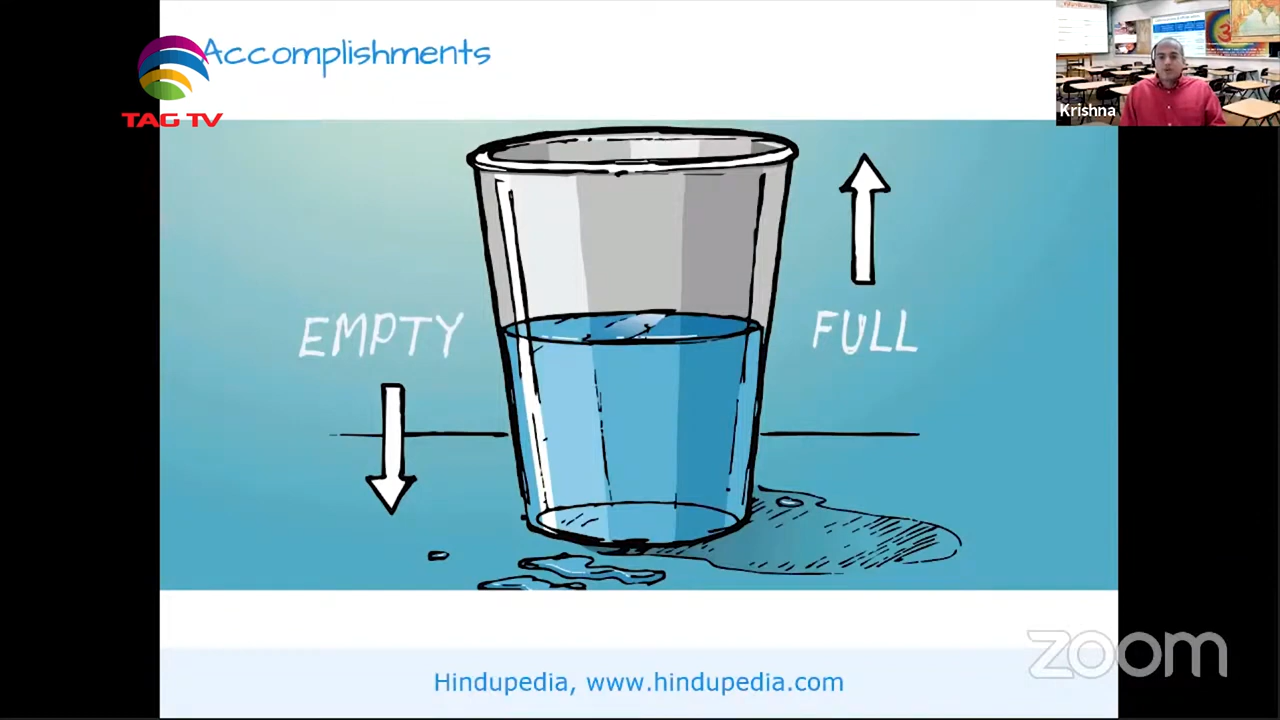 Accomplishments
TAG TV
Krishna
EMPTY
FULL
zoom
Hindupedia, www.hindupedia.com